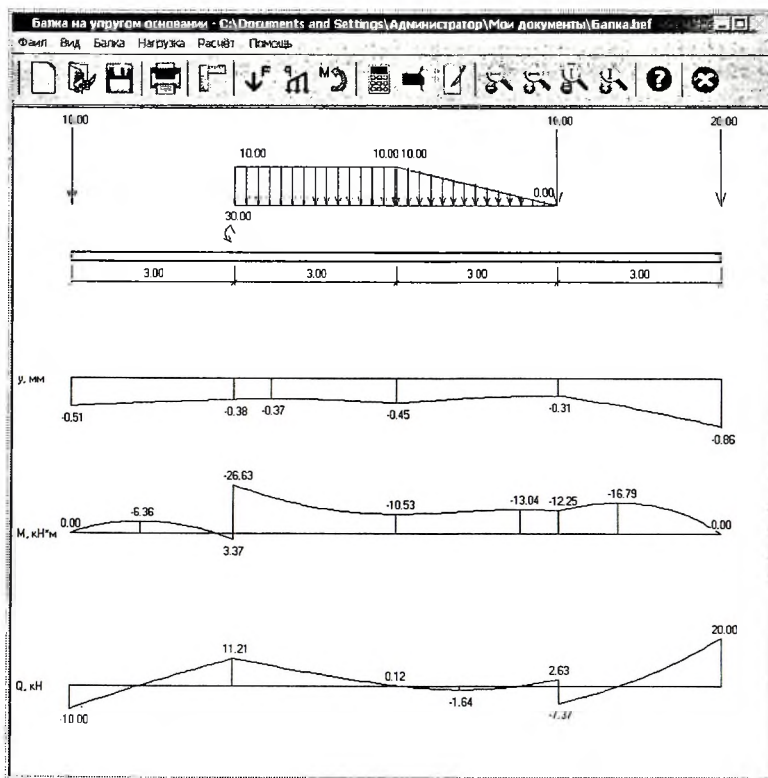 Балка на упругом основании - C:\Documents and Settings\Администратор\Мои документы\Балка.bef
Файл Вид Балка Нагрузка Расчёт Помощь
F q M
10.00 20.00
10.00 10.00 10.00
0.00
30.00
3.00 3.00 3.00 3.00
y, мм
-0.51 -0.38 -0.37 -0.45 -0.31 -0.86
M, кН*м
0.00 -6.36 -26.63 3.37 -10.53 -13.04 -12.25 -16.79 0.00
Q, кН
-10.00 11.21 0.12 -1.64 2.63 20.00